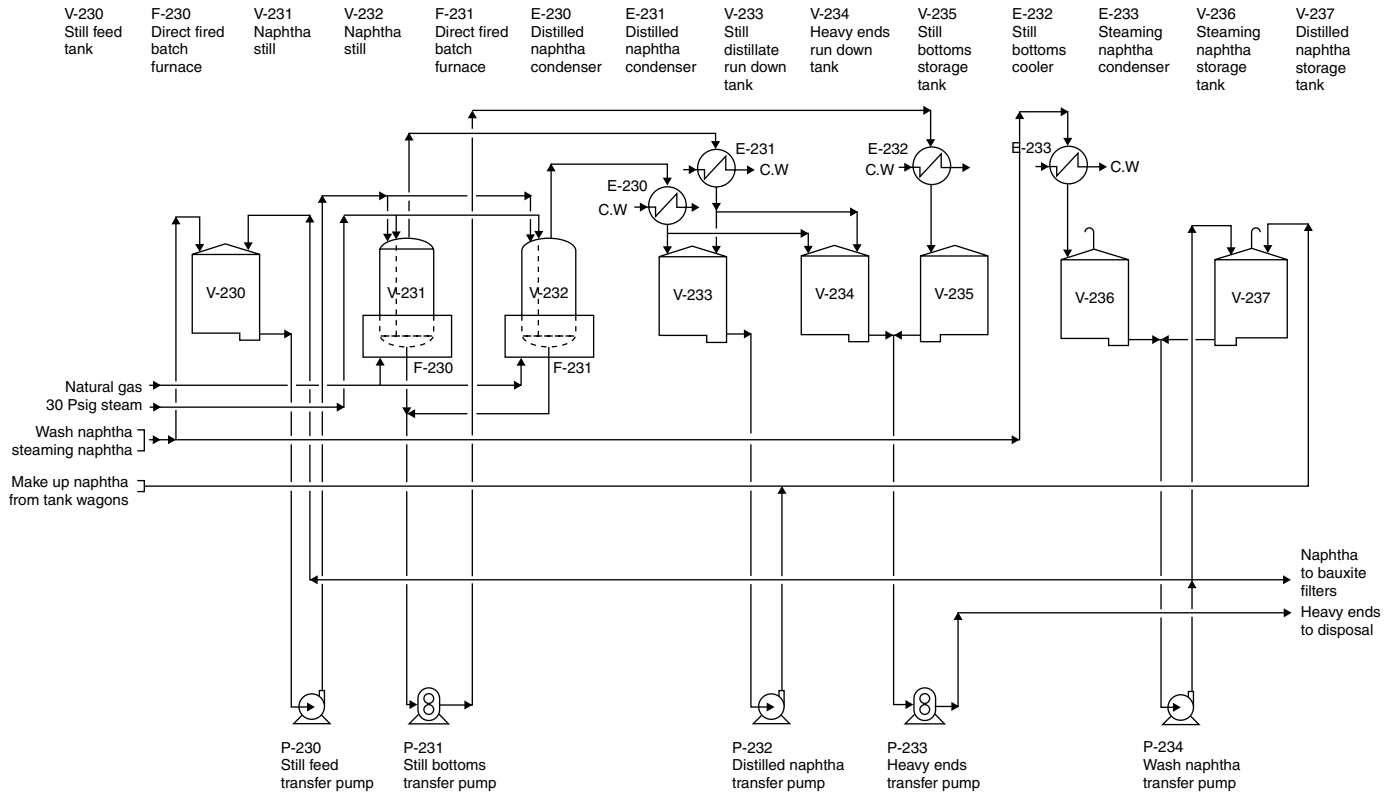 V-230
Still feed
tank
F-230
Direct fired
batch
furnace
V-231
Naphtha
still
V-232
Naphtha
still
F-231
Direct fired
batch
furnace
E-230
Distilled
naphtha
condenser
E-231
Distilled
naphtha
condenser
V-233
Still
distillate
run down
tank
V-234
Heavy ends
run down
tank
V-235
Still
bottoms
storage
tank
E-232
Still
bottoms
cooler
E-233
Steaming
naphtha
condenser
V-236
Steaming
naphtha
storage
tank
V-237
Distilled
naphtha
storage
tank
E-231
C.W
E-232
C.W
E-233
C.W
E-230
C.W
V-230
V-231
V-232
V-233
V-234
V-235
V-236
V-237
F-230
F-231
Natural gas
30 Psig steam
Wash naphtha
steaming naphtha
Make up naphtha
from tank wagons
Naphtha
to bauxite
filters
Heavy ends
to disposal
P-230
Still feed
transfer pump
P-231
Still bottoms
transfer pump
P-232
Distilled naphtha
transfer pump
P-233
Heavy ends
transfer pump
P-234
Wash naphtha
transfer pump